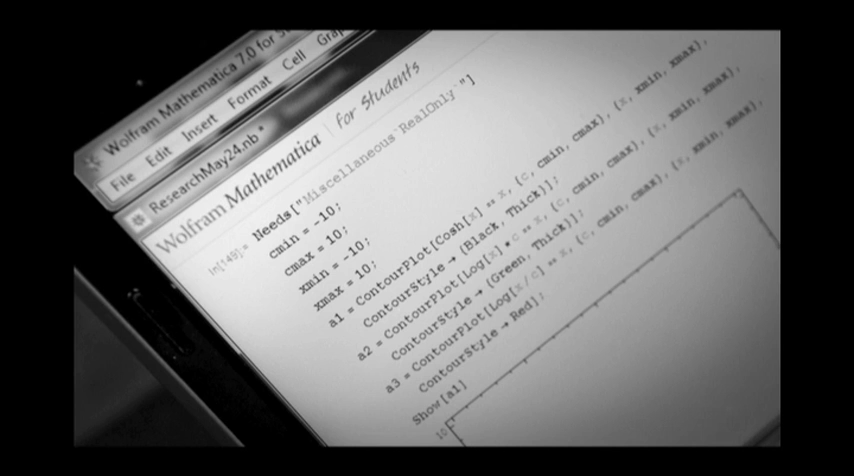 Wolfram Mathematica 7.0 for
File Edit Insert Format Cell
ResearchMay24.nb *
Wolfram Mathematica | for Students
In[149]:= Needs["Miscellaneous`RealOnly`"]
cmin = -10;
cmax = 10;
xmin = -10;
xmax = 10;
a1 = ContourPlot[Cosh[x] == x, {c, cmin, cmax}, {x, xmin, xmax},
ContourStyle → {Black, Thick}];
a2 = ContourPlot[Log[x] + c == x, {c, cmin, cmax}, {x, xmin, xmax},
ContourStyle → {Green, Thick}];
a3 = ContourPlot[Log[x/c] == x, {c, cmin, cmax}, {x, xmin, xmax},
ContourStyle → Red];
Show[a1]
10